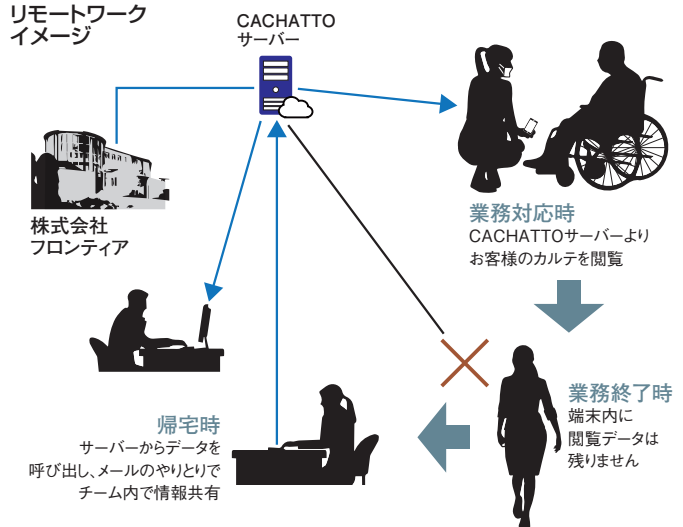 リモートワーク
イメージ
CACHATTO
サーバー
株式会社
フロンティア
業務対応時
CACHATTOサーバーより
お客様のカルテを閲覧
業務終了時
端末内に
閲覧データは
残りません
帰宅時
サーバーからデータを
呼び出し、メールのやりとりで
チーム内で情報共有